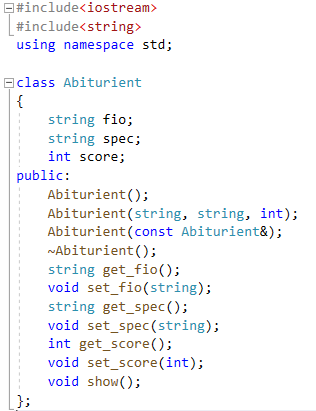 #include<iostream>
#include<string>
using namespace std;
class Abiturient
{
string fio;
string spec;
int score;
public:
Abiturient();
Abiturient(string, string, int);
Abiturient(const Abiturient&);
~Abiturient();
string get_fio();
void set_fio(string);
string get_spec();
void set_spec(string);
int get_score();
void set_score(int);
void show();
};